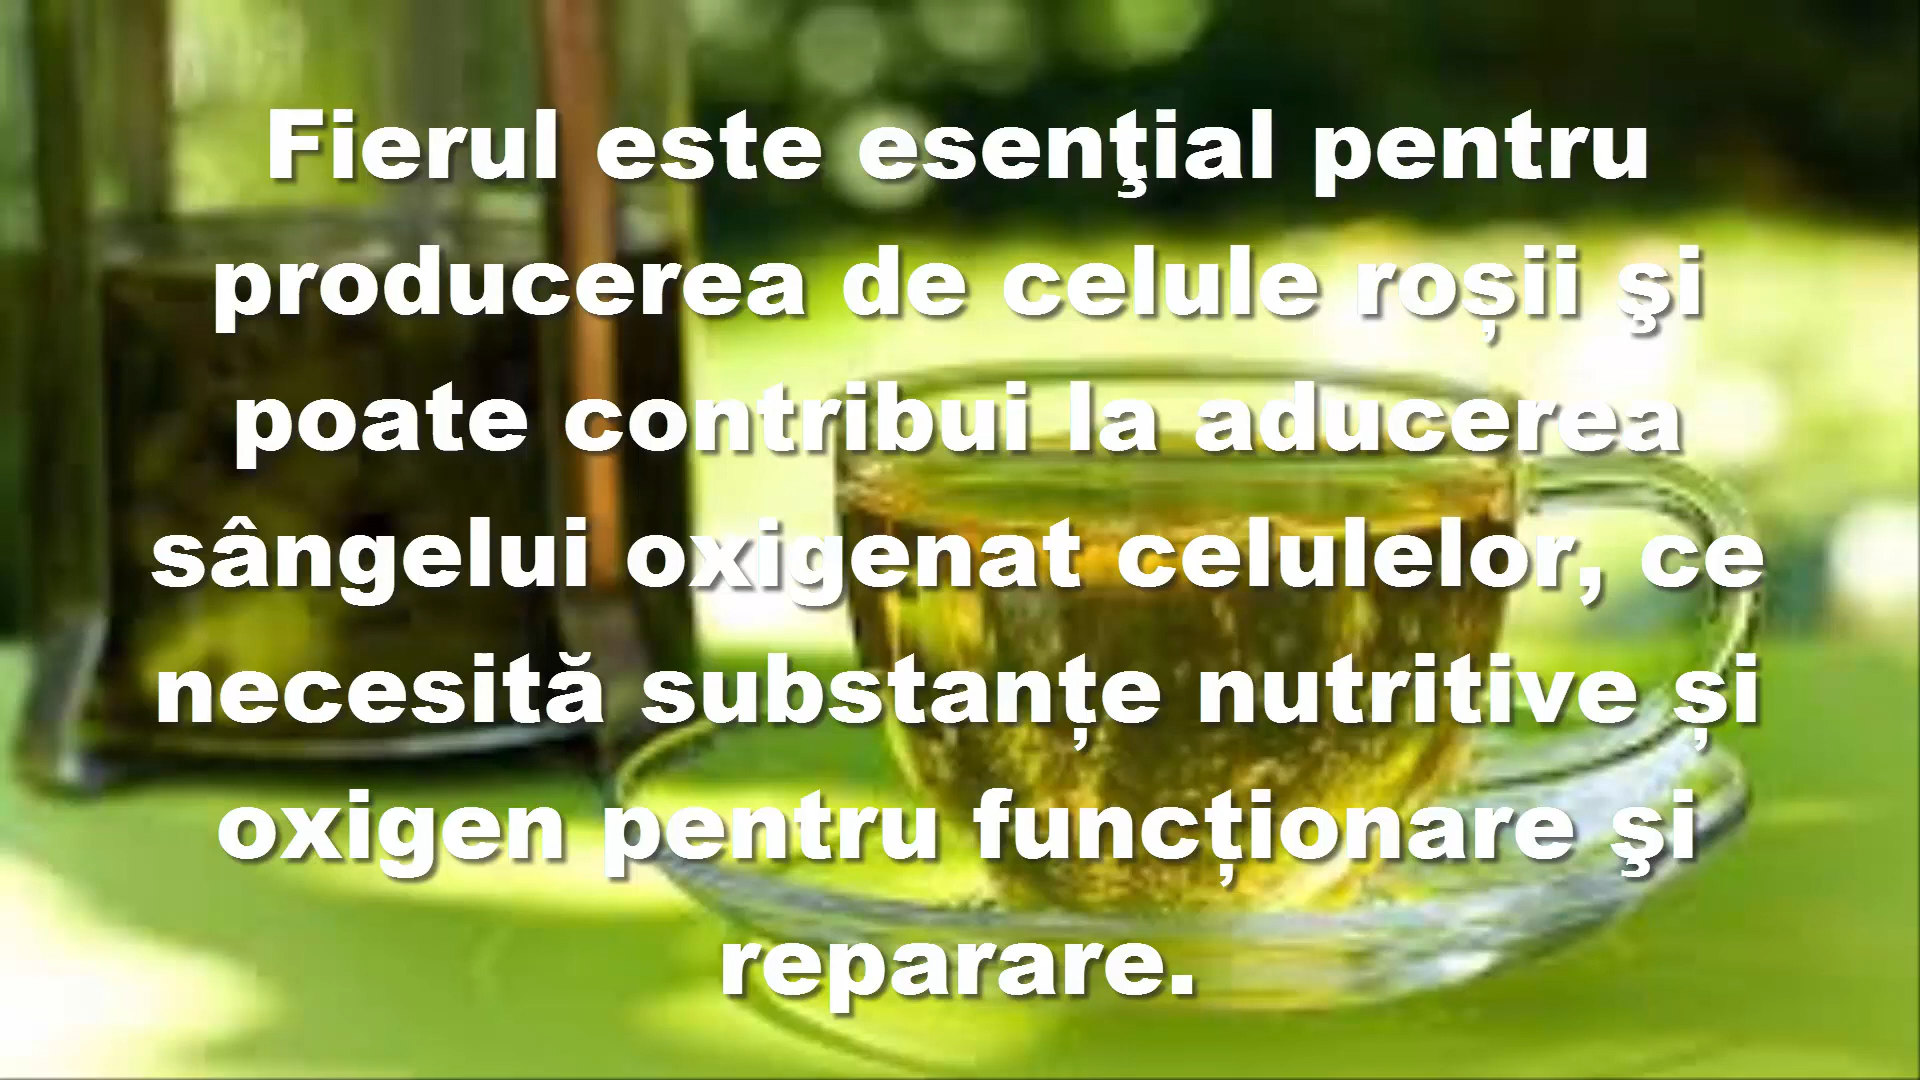 Fierul este esenţial pentru
producerea de celule roșii şi
poate contribui la aducerea
sângelui oxigenat celulelor, ce
necesită substanțe nutritive și
oxigen pentru funcționare şi
reparare.